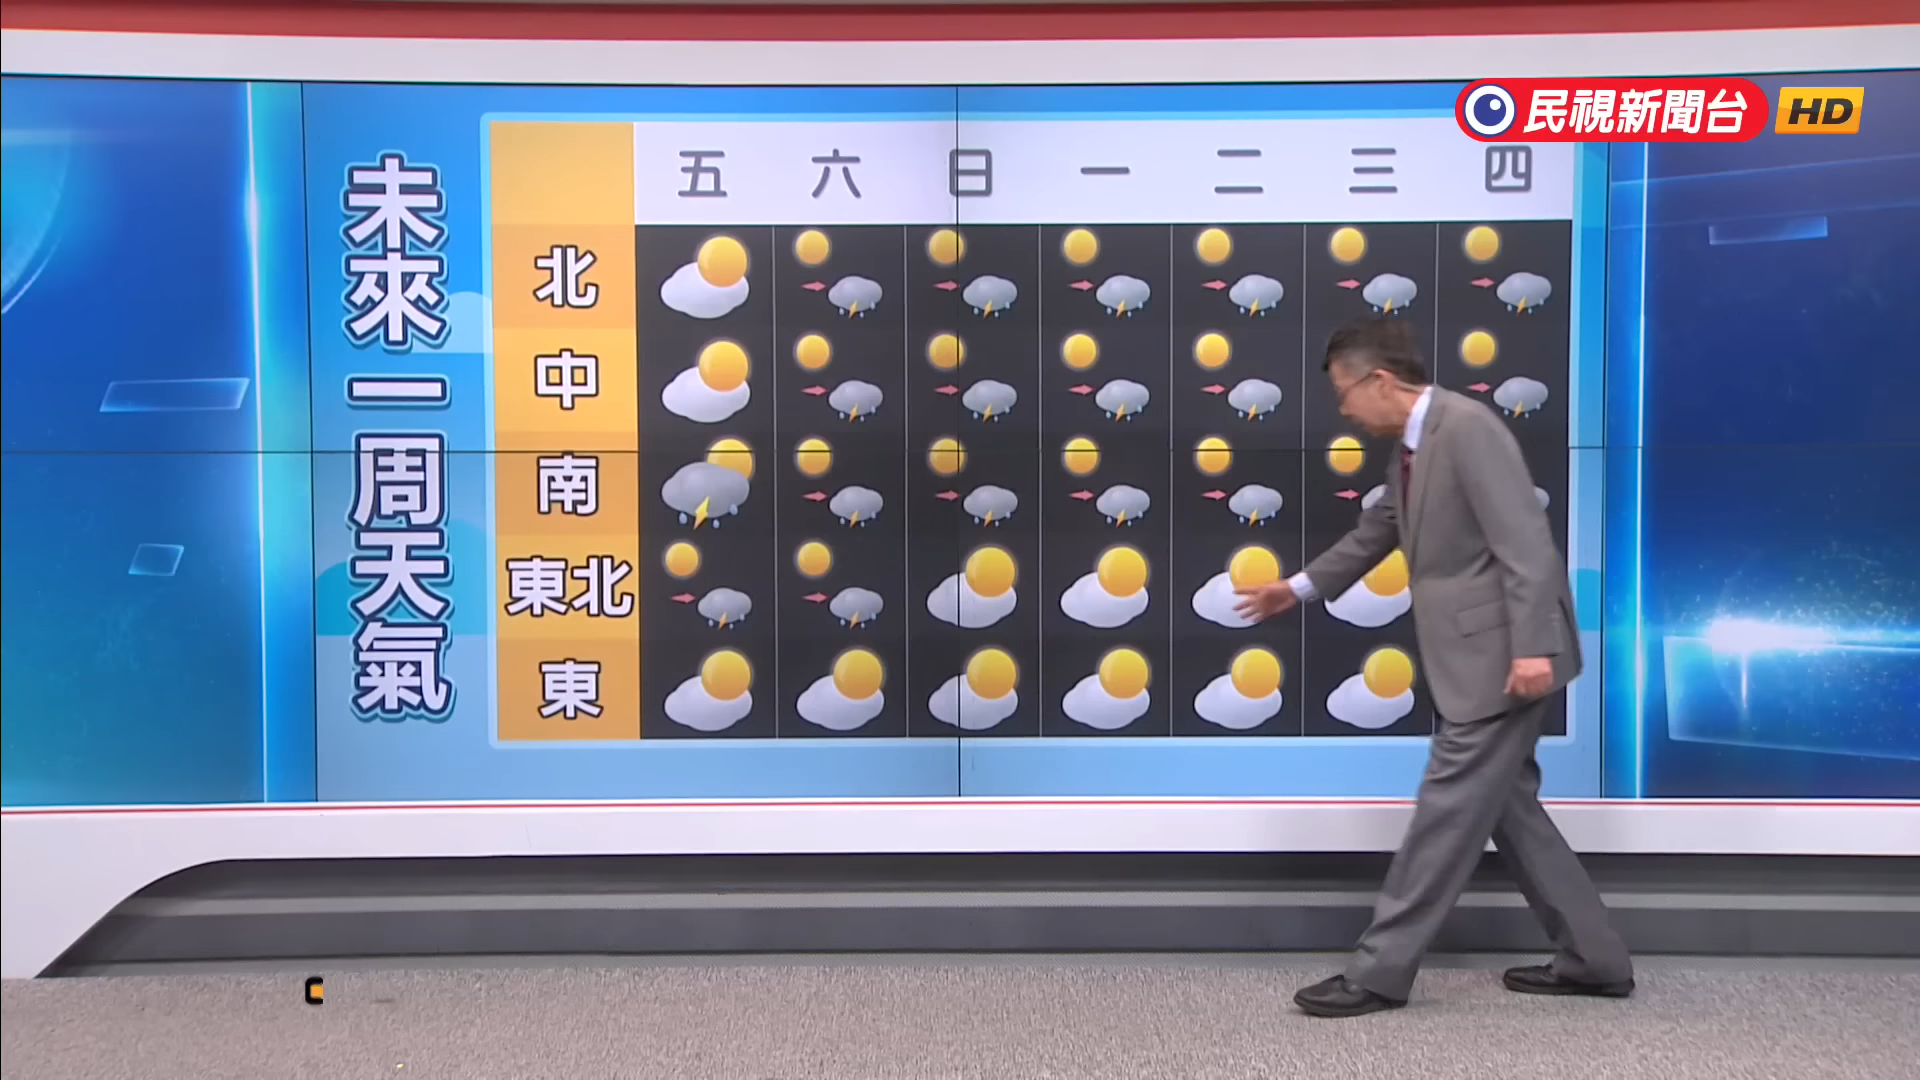 民視新聞台 HD
未來一周天氣
五 六 日 一 二 三 四
北
中
南
東北
東